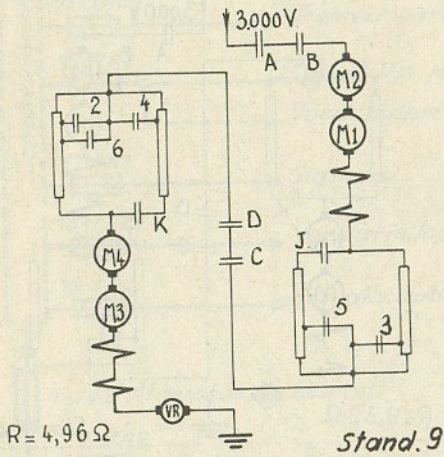 3.000V
A B
M2
M1
2 4
6
K
D
C
J
5
3
M4
M3
VR
R = 4,96 Ω
Stand. 9